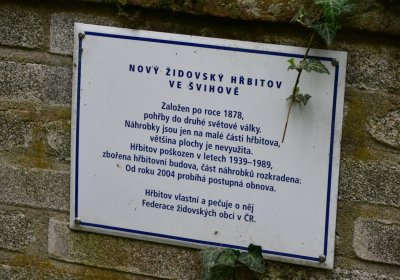 NOVÝ ŽIDOVSKÝ HŘBITOV
VE ŠVIHOVĚ
Založen po roce 1878,
pohřby do druhé světové války.
Náhrobky jsou jen na malé části hřbitova,
většina plochy je nevyužita.
Hřbitov poškozen v letech 1939–1989,
zbořena hřbitovní budova, část náhrobků rozkradena.
Od roku 2004 probíhá postupná obnova.
Hřbitov vlastní a pečuje o něj
Federace židovských obcí v ČR.